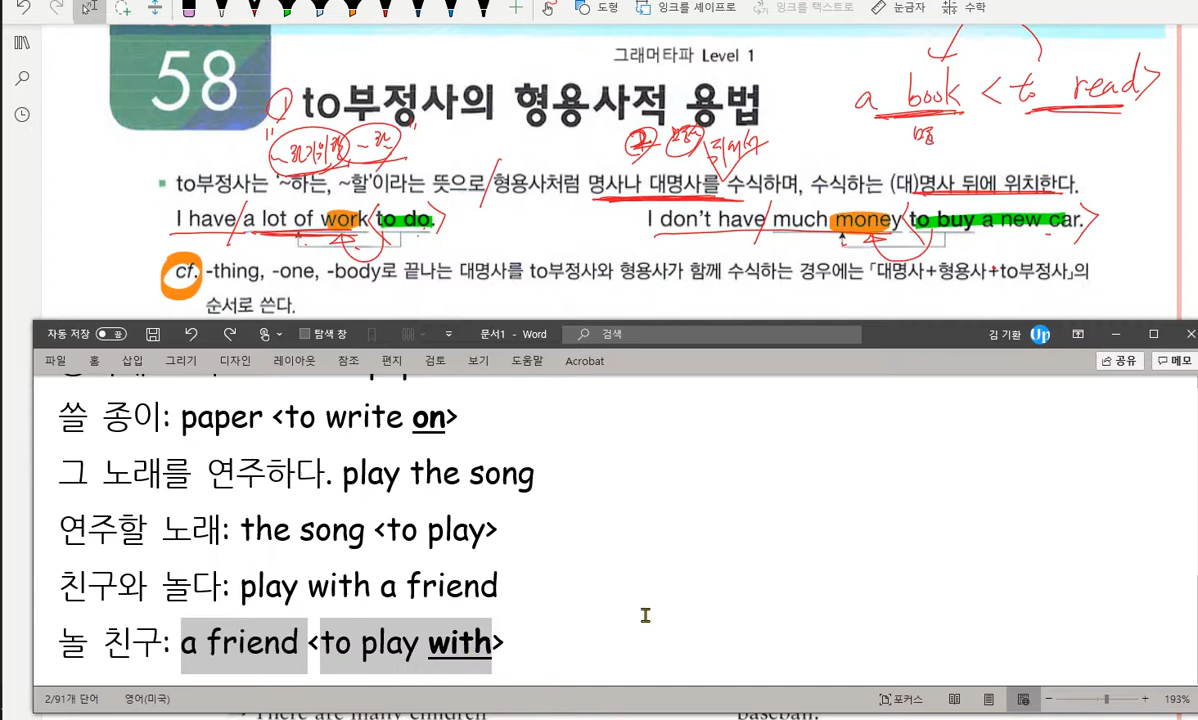 도형 잉크를 셰이프로 잉크를 텍스트로 눈금자 수학
그래머타파 Level 1
58 to부정사의 형용사적 용법
a book <to read>
to부정사는 '~하는, ~할'이라는 뜻으로 형용사처럼 명사나 대명사를 수식하며, 수식하는 (대)명사 뒤에 위치한다.
I have a lot of work to do. I don't have much money to buy a new car.
cf. -thing, -one, -body로 끝나는 대명사를 to부정사와 형용사가 함께 수식하는 경우에는 「대명사+형용사+to부정사」의
순서로 쓴다.
자동 저장 끔 탐색 창 문서1 - Word 검색 김 기환 Up
파일 홈 삽입 그리기 디자인 레이아웃 참조 편지 검토 보기 도움말 Acrobat 공유 메모
쓸 종이: paper <to write on>
그 노래를 연주하다. play the song
연주할 노래: the song <to play>
친구와 놀다: play with a friend
놀 친구: a friend <to play with>
2/91개 단어 영어(미국) 포커스 193%
There are many children baseball.